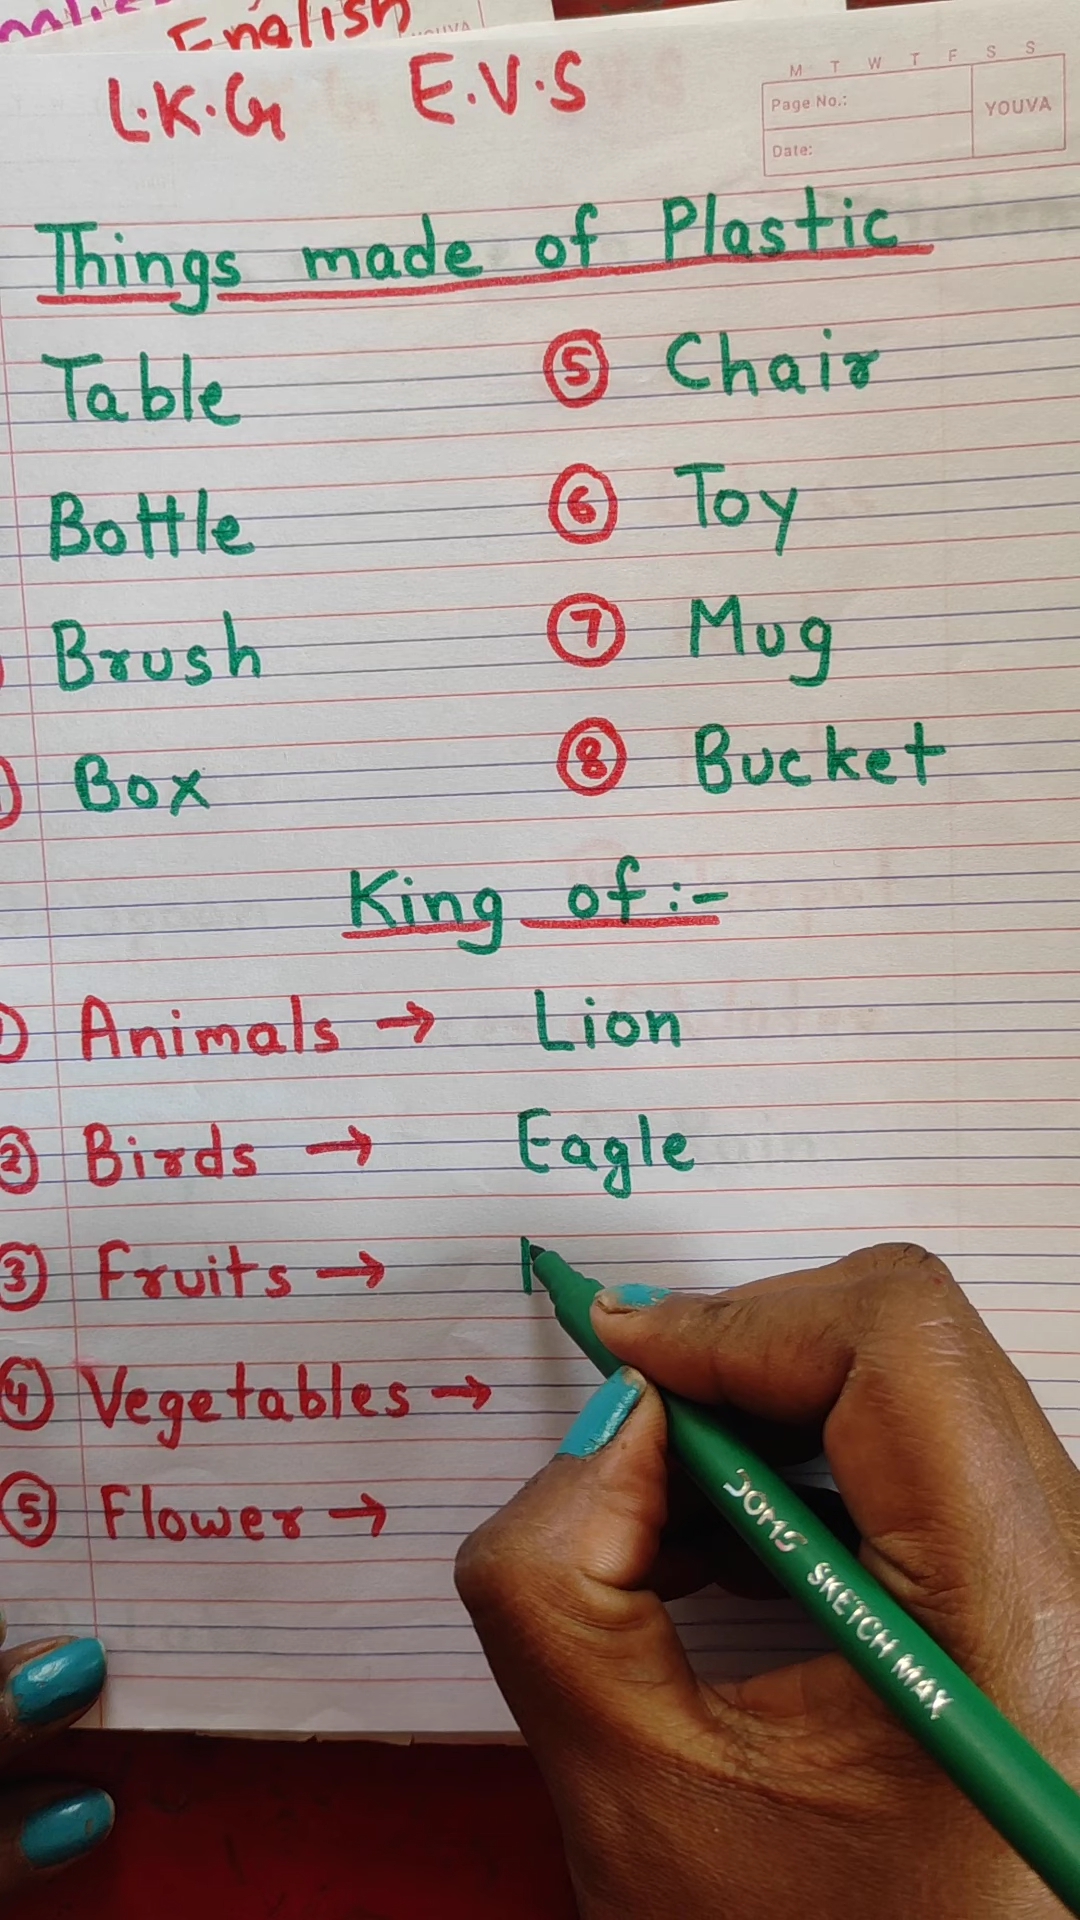 English
YOUVA
L.K.G E.V.S
M T W T F S S
Page No.:
YOUVA
Date:
Things made of Plastic
Table ⑤ Chair
Bottle ⑥ Toy
Brush ⑦ Mug
Box ⑧ Bucket
King of:-
Animals → Lion
② Birds → Eagle
③ Fruits →
④ Vegetables →
⑤ Flower →
DOMS SKETCH MAX